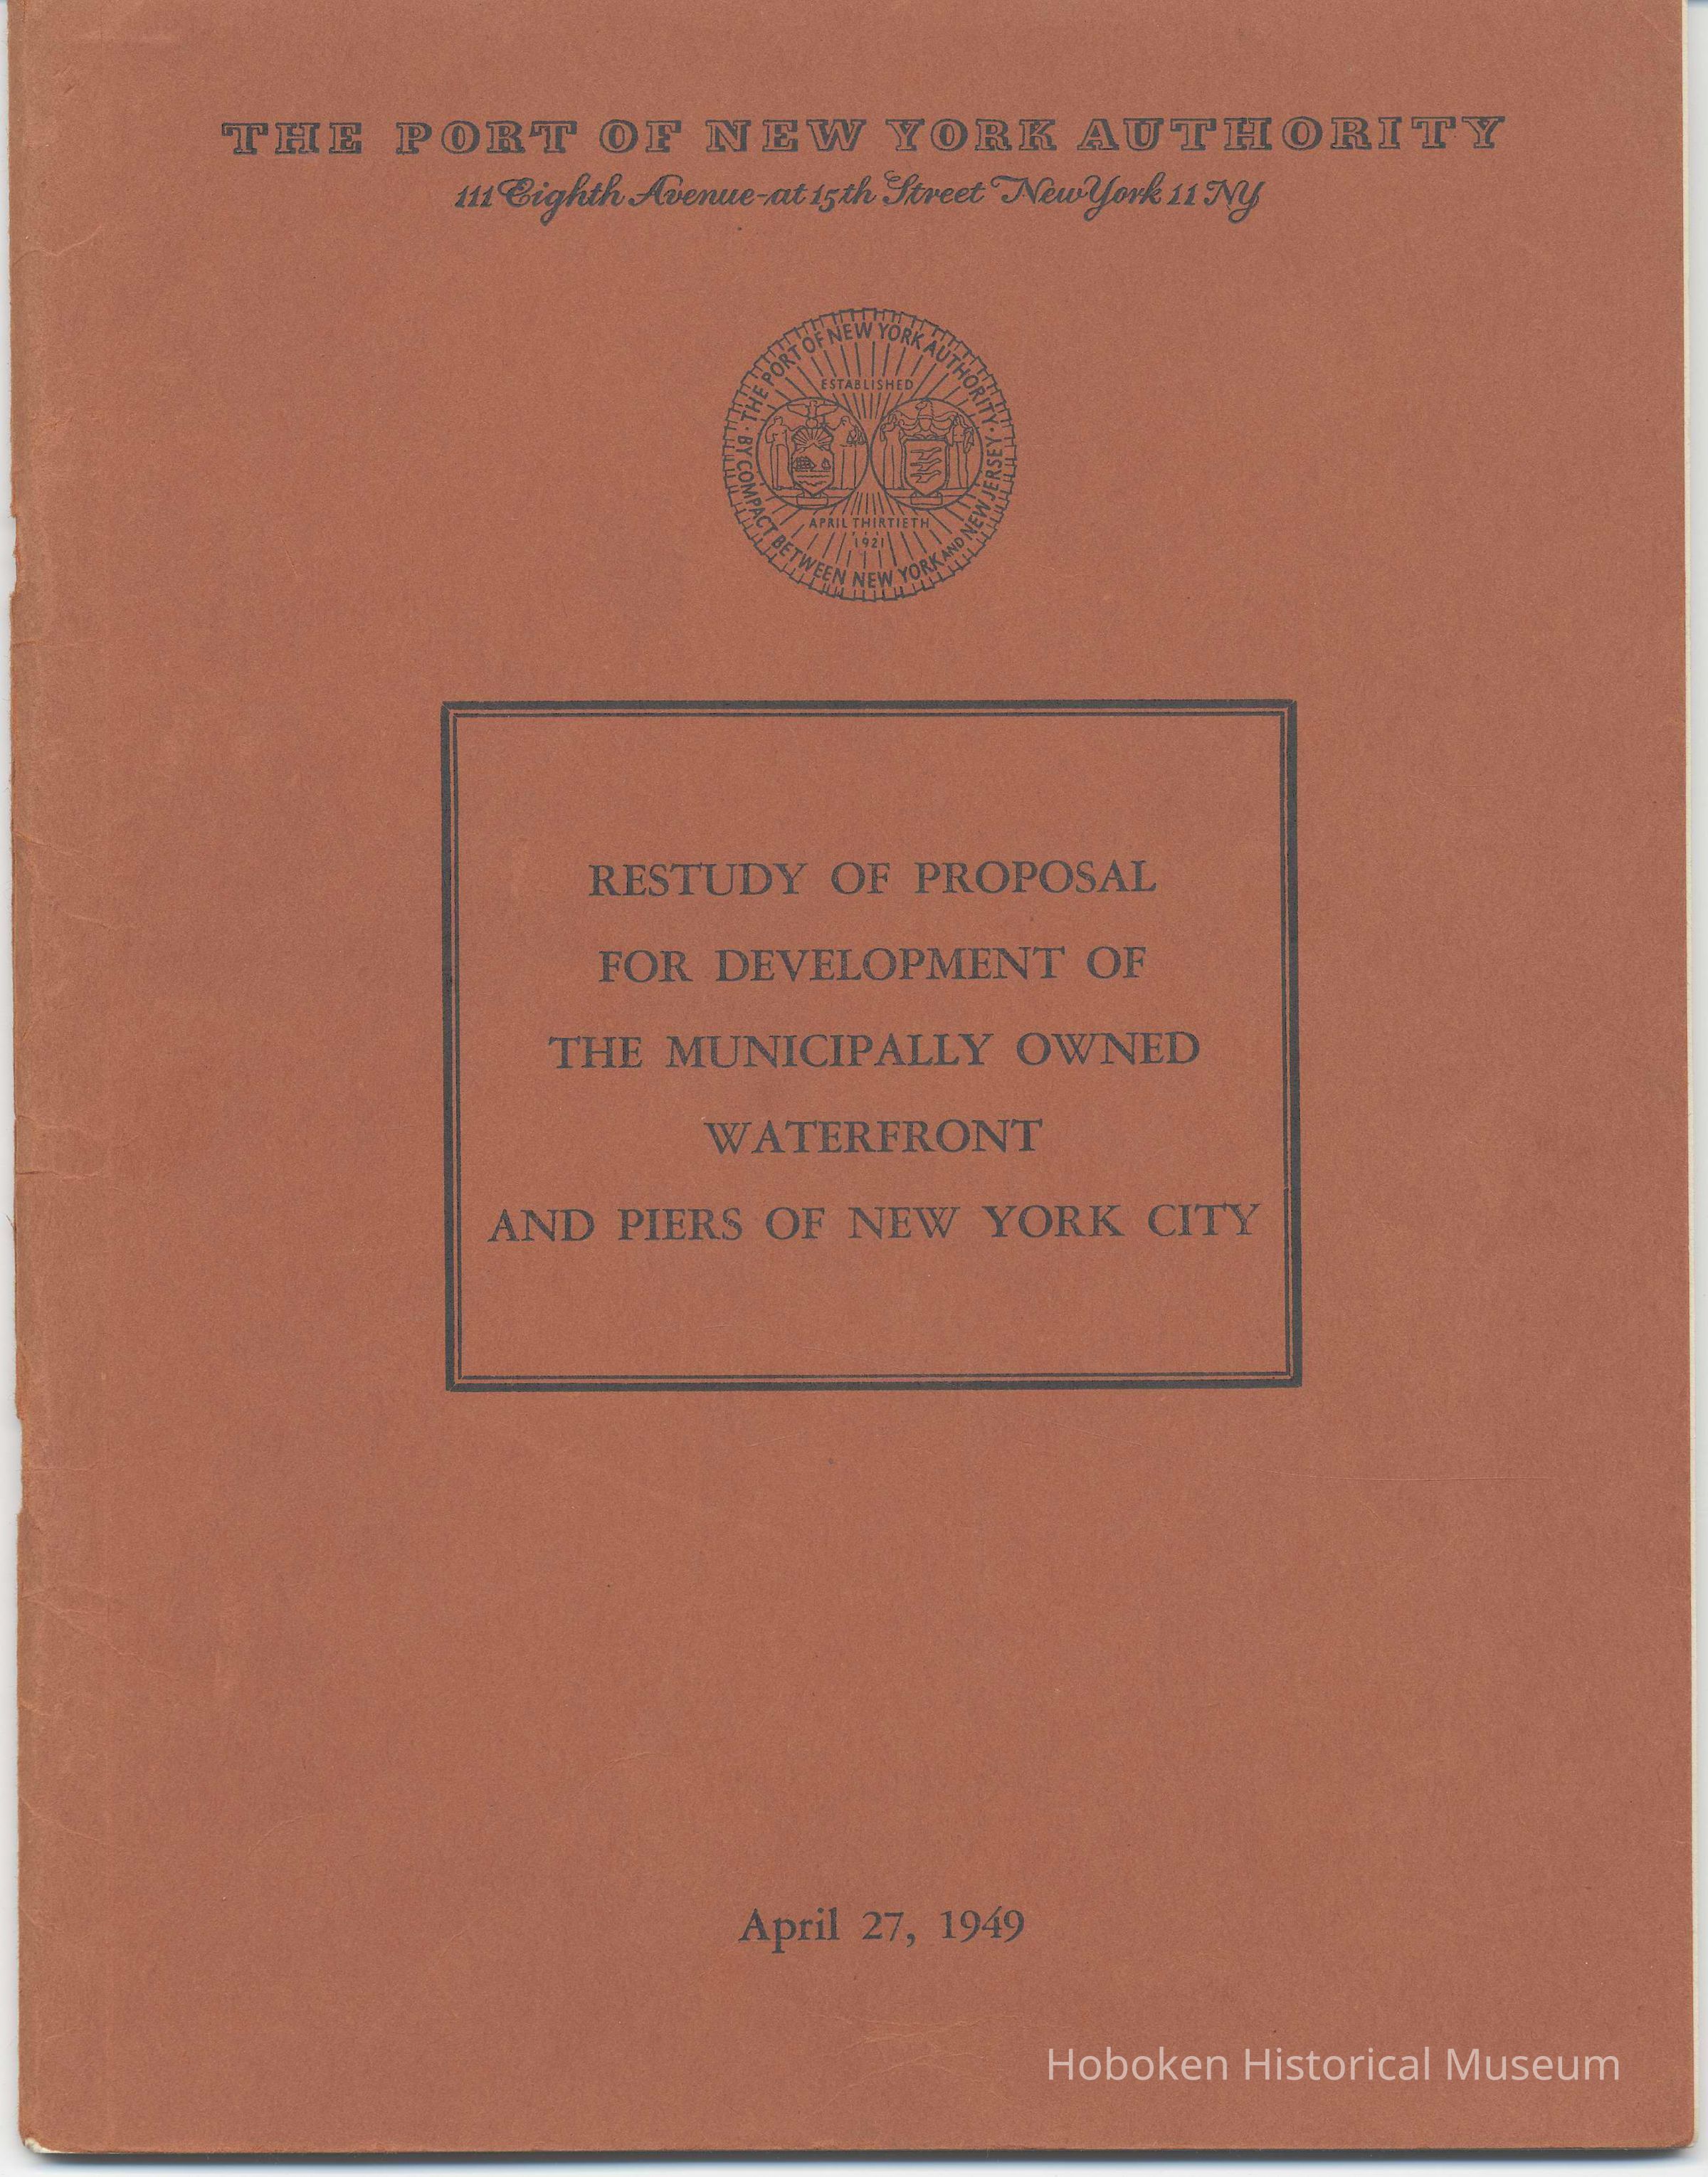 THE PORT OF NEW YORK AUTHORITY
111 Eighth Avenue-at 15th Street New York 11 NY
THE PORT OF NEW YORK AUTHORITY
BY COMPACT BETWEEN NEW YORK AND NEW JERSEY
ESTABLISHED
APRIL THIRTIETH
1921
RESTUDY OF PROPOSAL
FOR DEVELOPMENT OF
THE MUNICIPALLY OWNED
WATERFRONT
AND PIERS OF NEW YORK CITY
April 27, 1949
Hoboken Historical Museum